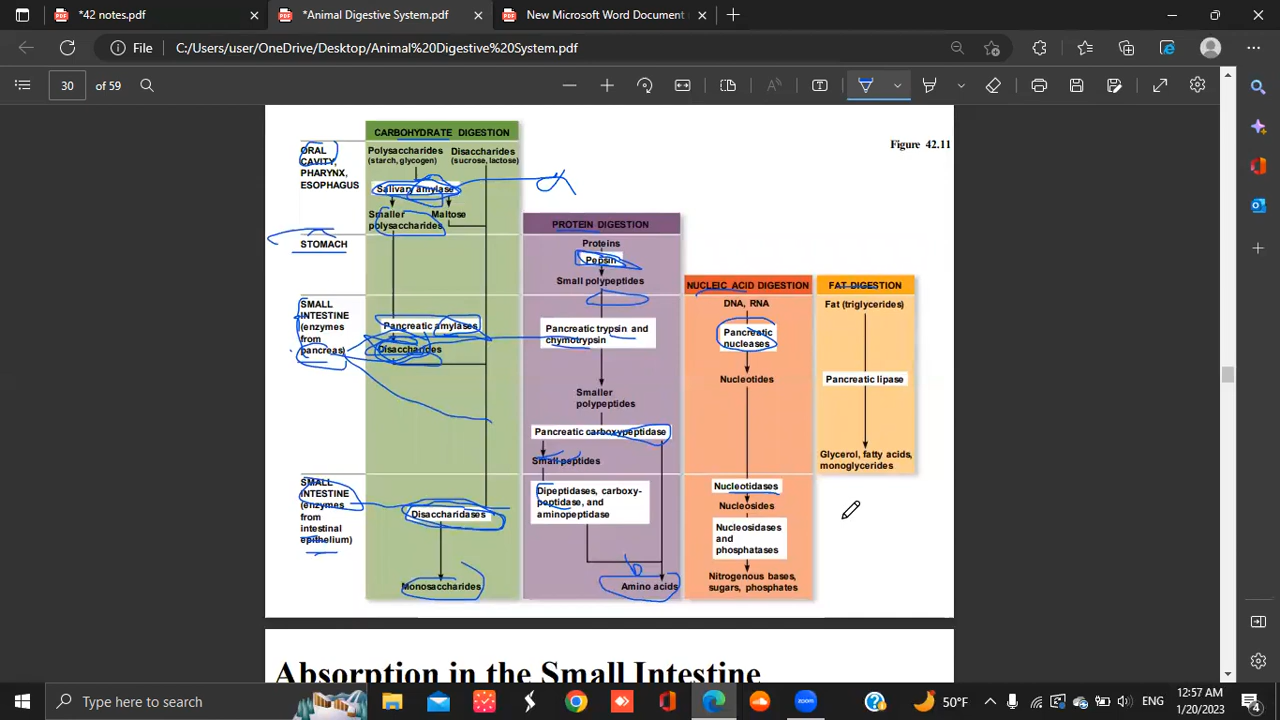 *42 notes.pdf
*Animal Digestive System.pdf
New Microsoft Word Document
File
C:/Users/user/OneDrive/Desktop/Animal%20Digestive%20System.pdf
30
of 59
CARBOHYDRATE DIGESTION
ORAL
CAVITY,
PHARYNX,
ESOPHAGUS
Polysaccharides
(starch, glycogen)
Disaccharides
(sucrose, lactose)
Figure 42.11
Salivary amylase
Smaller
polysaccharides
Maltose
PROTEIN DIGESTION
STOMACH
Proteins
Pepsin
Small polypeptides
NUCLEIC ACID DIGESTION
FAT DIGESTION
SMALL
INTESTINE
(enzymes
from
pancreas)
Pancreatic amylases
Disaccharides
Pancreatic trypsin and
chymotrypsin
DNA, RNA
Pancreatic
nucleases
Fat (triglycerides)
Nucleotides
Pancreatic lipase
Smaller
polypeptides
Pancreatic carboxypeptidase
Small peptides
Glycerol, fatty acids,
monoglycerides
SMALL
INTESTINE
(enzymes
from
intestinal
epithelium)
Disaccharidases
Dipeptidases, carboxy-
peptidase, and
aminopeptidase
Nucleotidases
Nucleosides
Nucleosidases
and
phosphatases
Monosaccharides
Amino acids
Nitrogenous bases,
sugars, phosphates
Absorption in the Small Intestine
Type here to search
50°F
ENG
12:37 AM
1/20/2023
4